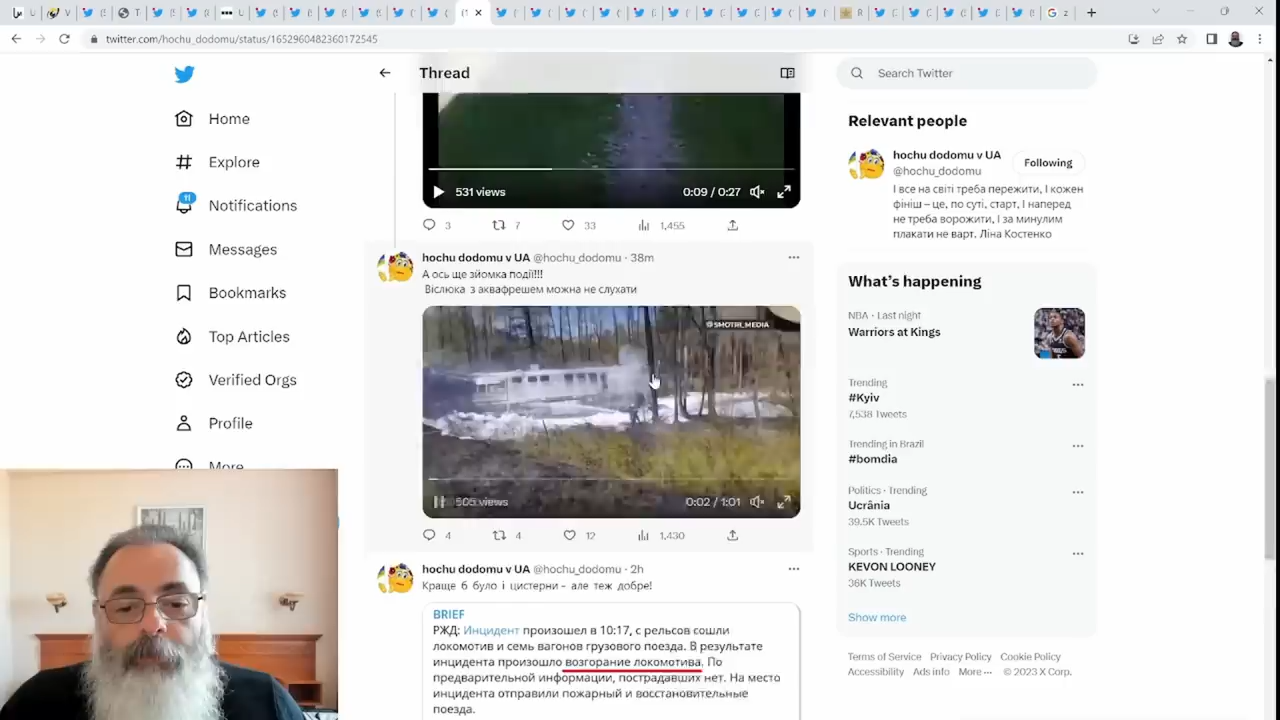 twitter.com/hochu_dodomu/status/1652960482360172545
Home
Explore
11
Notifications
Messages
Bookmarks
Top Articles
Verified Orgs
Profile
More
Thread
531 views
0:09 / 0:27
3
7
33
1,455
hochu dodomu v UA @hochu_dodomu · 38m
А ось ще зйомка події!!!
Віслюка з аквафрешем можна не слухати
@SMOTRI_MEDIA
505 views
0:02 / 1:01
4
4
12
1,430
hochu dodomu v UA @hochu_dodomu · 2h
Краще б було і цистерни - але теж добре!
BRIEF
РЖД: Инцидент произошел в 10:17, с рельсов сошли
локомотив и семь вагонов грузового поезда. В результате
инцидента произошло возгорание локомотива. По
предварительной информации, пострадавших нет. На место
инцидента отправили пожарный и восстановительные
поезда.
Search Twitter
Relevant people
hochu dodomu v UA
@hochu_dodomu
Following
І все на світі треба пережити, І кожен
фініш – це, по суті, старт, І наперед
не треба ворожити, І за минулим
плакати не варт. Ліна Костенко
What's happening
NBA · Last night
Warriors at Kings
Trending
#Kyiv
7,538 Tweets
Trending in Brazil
#bomdia
Politics · Trending
Ucrânia
39.5K Tweets
Sports · Trending
KEVON LOONEY
36K Tweets
Show more
Terms of Service Privacy Policy Cookie Policy
Accessibility Ads info More ··· © 2023 X Corp.